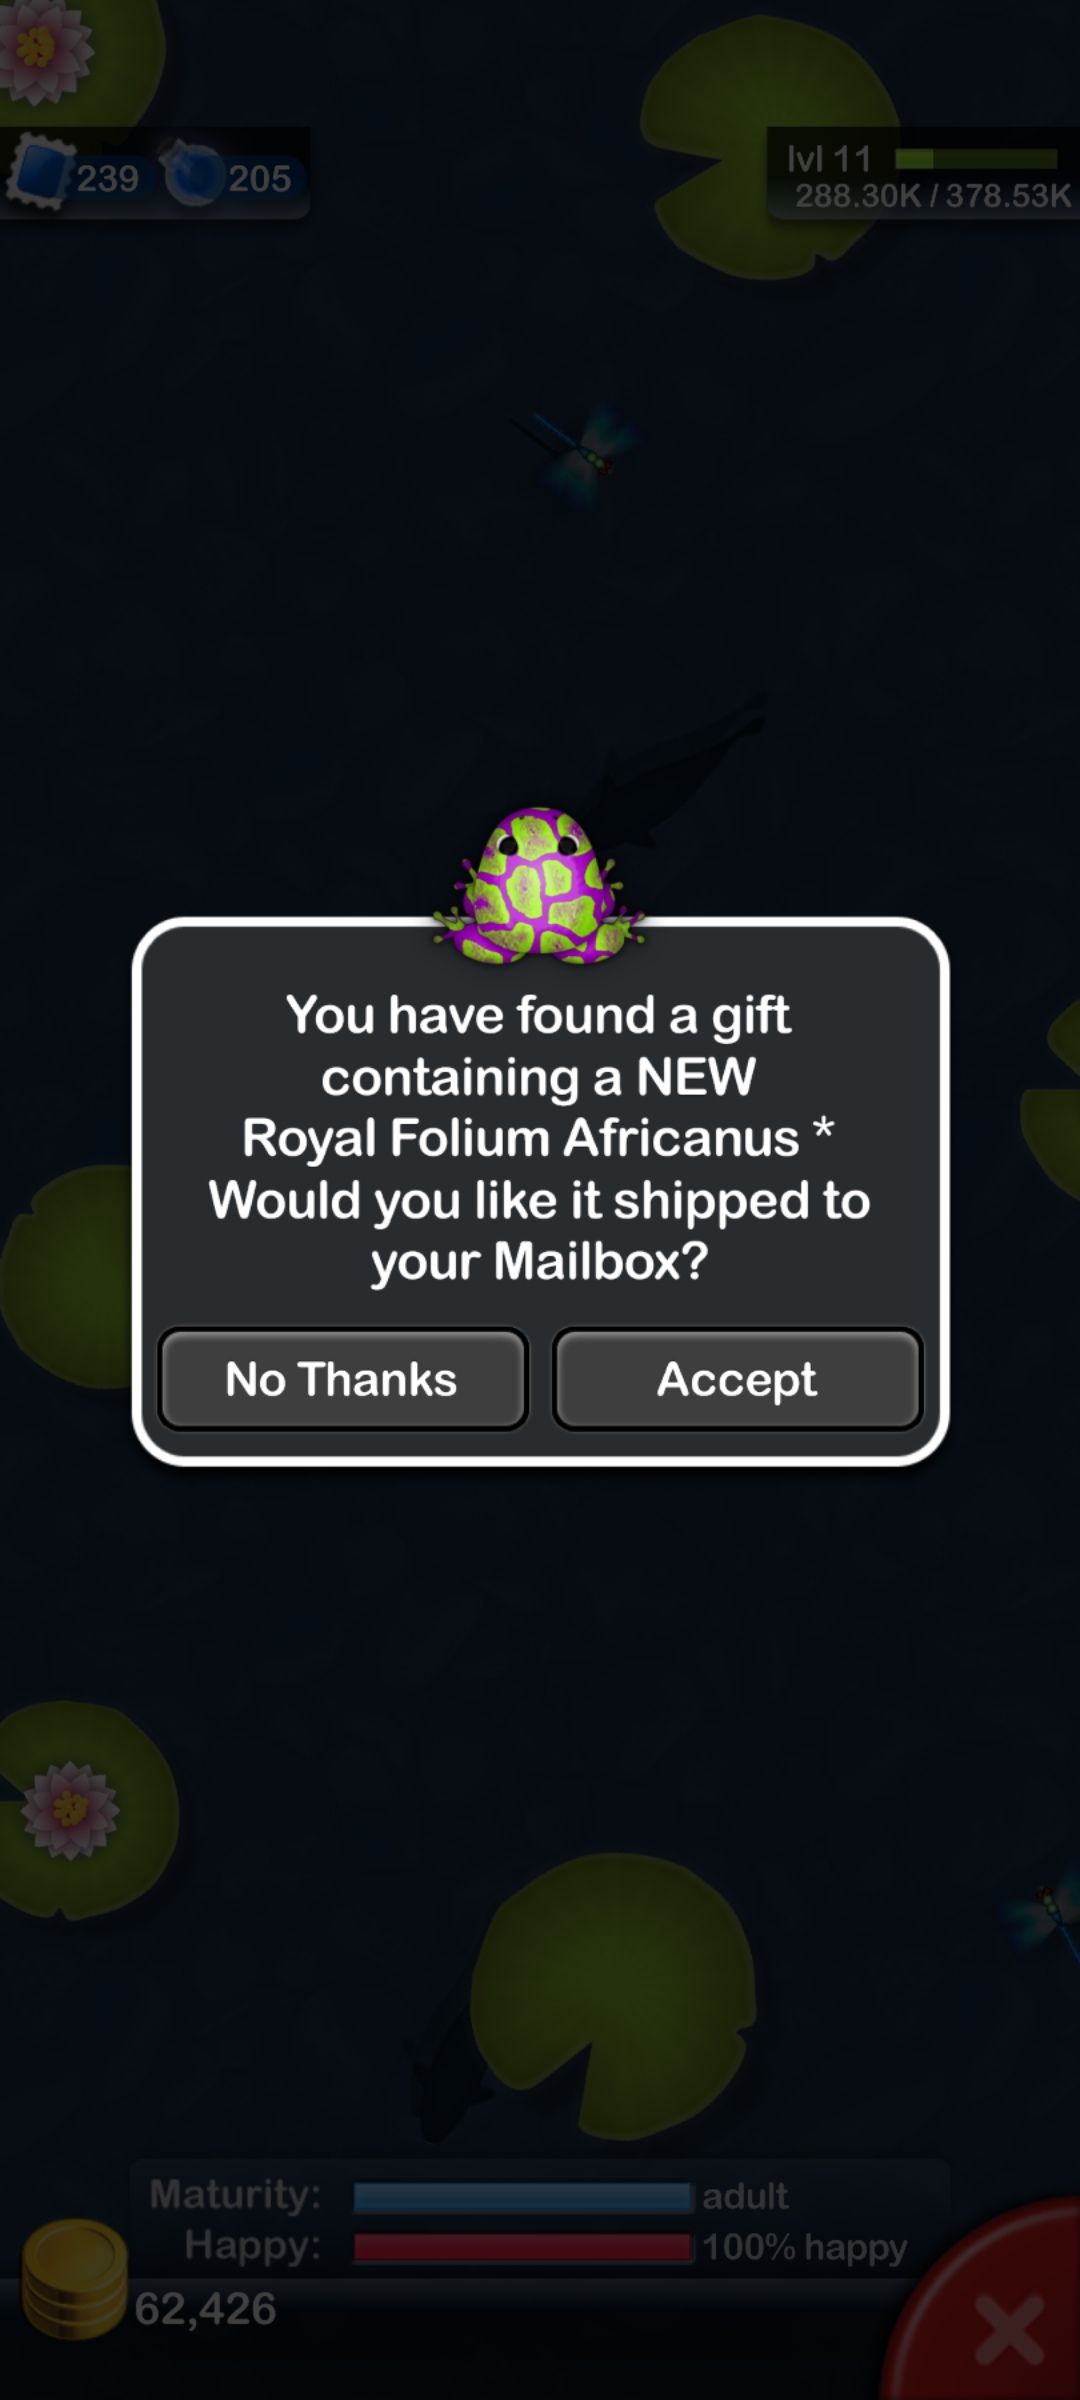 239 205
lvl 11
288.30K / 378.53K
You have found a gift
containing a NEW
Royal Folium Africanus *
Would you like it shipped to
your Mailbox?
No Thanks Accept
Maturity: adult
Happy: 100% happy
62,426